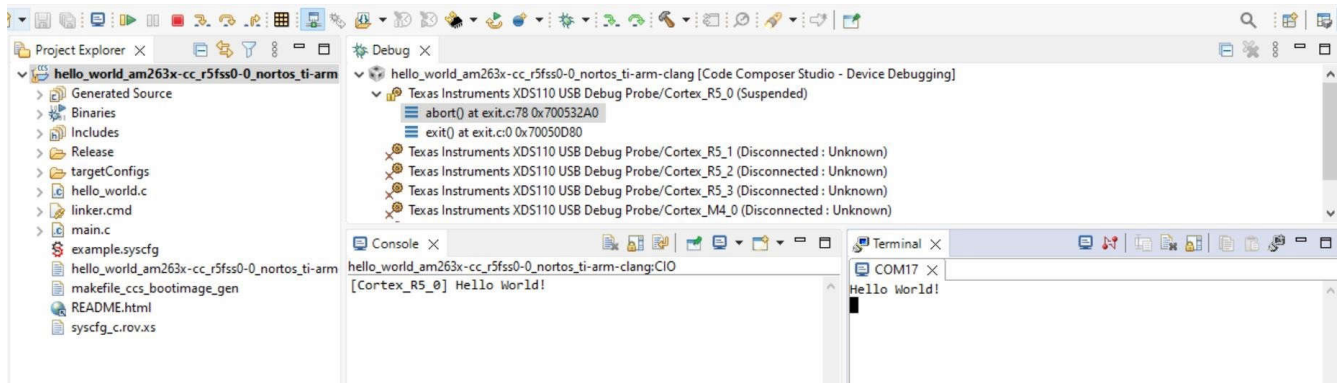 Project Explorer
hello_world_am263x-cc_r5fss0-0_nortos_ti-arm
Generated Source
Binaries
Includes
Release
targetConfigs
hello_world.c
linker.cmd
main.c
example.syscfg
hello_world_am263x-cc_r5fss0-0_nortos_ti-arm
makefile_ccs_bootimage_gen
README.html
syscfg_c.rov.xs
Debug
hello_world_am263x-cc_r5fss0-0_nortos_ti-arm-clang [Code Composer Studio - Device Debugging]
Texas Instruments XDS110 USB Debug Probe/Cortex_R5_0 (Suspended)
abort() at exit.c:78 0x700532A0
exit() at exit.c:0 0x70050D80
Texas Instruments XDS110 USB Debug Probe/Cortex_R5_1 (Disconnected : Unknown)
Texas Instruments XDS110 USB Debug Probe/Cortex_R5_2 (Disconnected : Unknown)
Texas Instruments XDS110 USB Debug Probe/Cortex_R5_3 (Disconnected : Unknown)
Texas Instruments XDS110 USB Debug Probe/Cortex_M4_0 (Disconnected : Unknown)
Console
hello_world_am263x-cc_r5fss0-0_nortos_ti-arm-clang:CIO
[Cortex_R5_0] Hello World!
Terminal
COM17
Hello World!